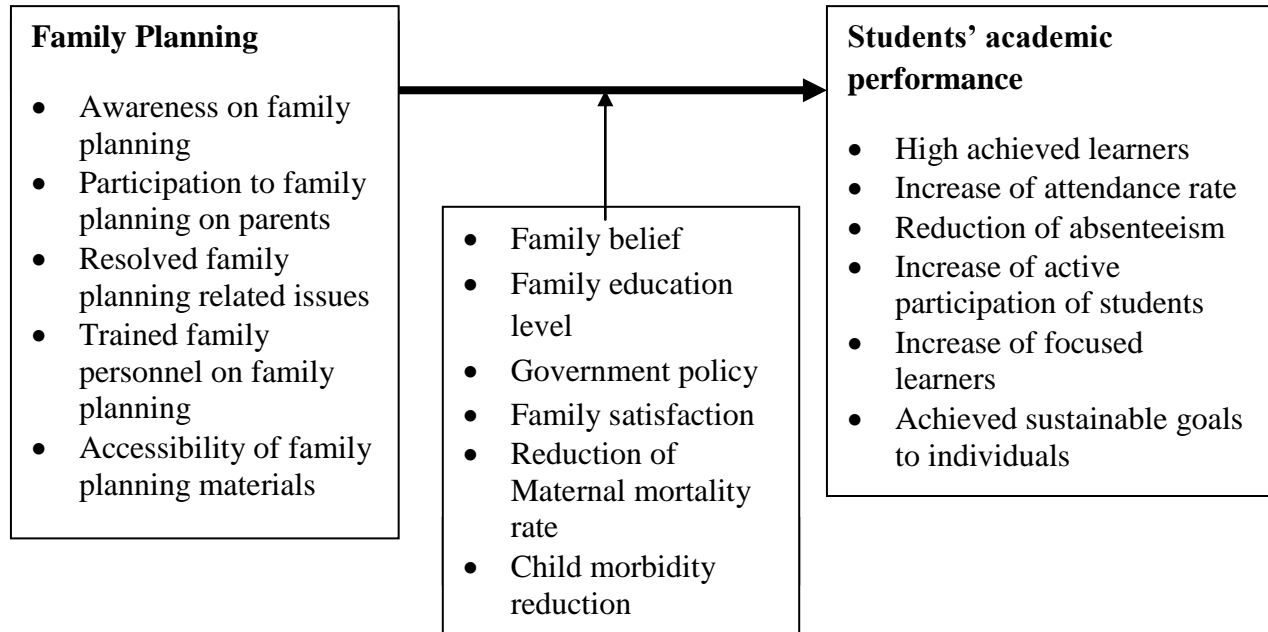 Family Planning
• Awareness on family
planning
• Participation to family
planning on parents
• Resolved family
planning related issues
• Trained family
personnel on family
planning
• Accessibility of family
planning materials
• Family belief
• Family education
level
• Government policy
• Family satisfaction
• Reduction of
Maternal mortality
rate
• Child morbidity
reduction
Students’ academic
performance
• High achieved learners
• Increase of attendance rate
• Reduction of absenteeism
• Increase of active
participation of students
• Increase of focused
learners
• Achieved sustainable goals
to individuals